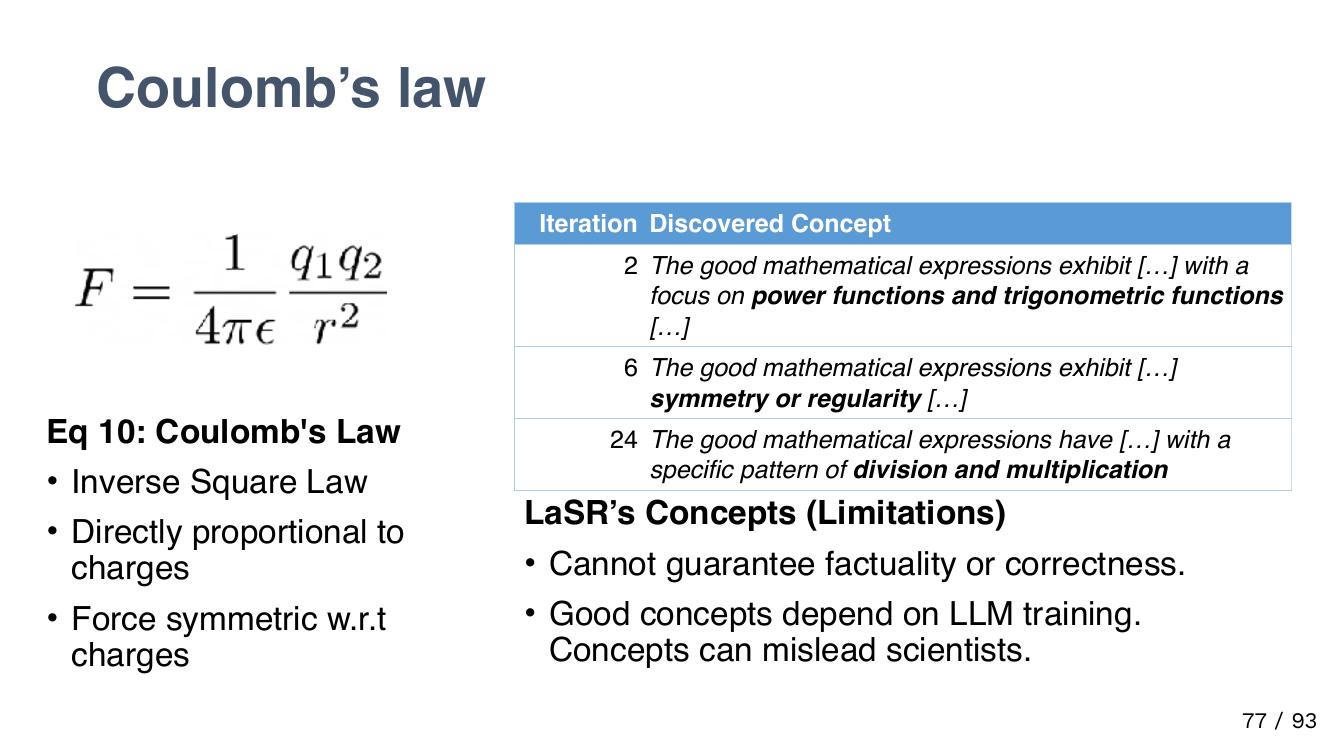 Coulomb’s law
F = \frac{1}{4\pi\epsilon} \frac{q_1 q_2}{r^2}
Eq 10: Coulomb's Law
• Inverse Square Law
• Directly proportional to
charges
• Force symmetric w.r.t
charges
Iteration Discovered Concept
2 The good mathematical expressions exhibit […] with a
focus on power functions and trigonometric functions
[…]
6 The good mathematical expressions exhibit […]
symmetry or regularity […]
24 The good mathematical expressions have […] with a
specific pattern of division and multiplication
LaSR’s Concepts (Limitations)
• Cannot guarantee factuality or correctness.
• Good concepts depend on LLM training.
Concepts can mislead scientists.
77 / 93